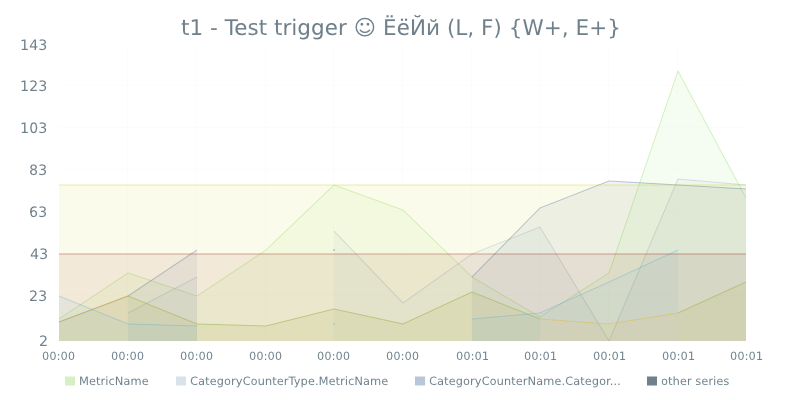 t1 - Test trigger ☺ ЁёЙй (L, F) {W+, E+}
143
123
103
83
63
43
23
2
00:00 00:00 00:00 00:00 00:00 00:00 00:01 00:01 00:01 00:01 00:01
MetricName CategoryCounterType.MetricName CategoryCounterName.Categor... other series